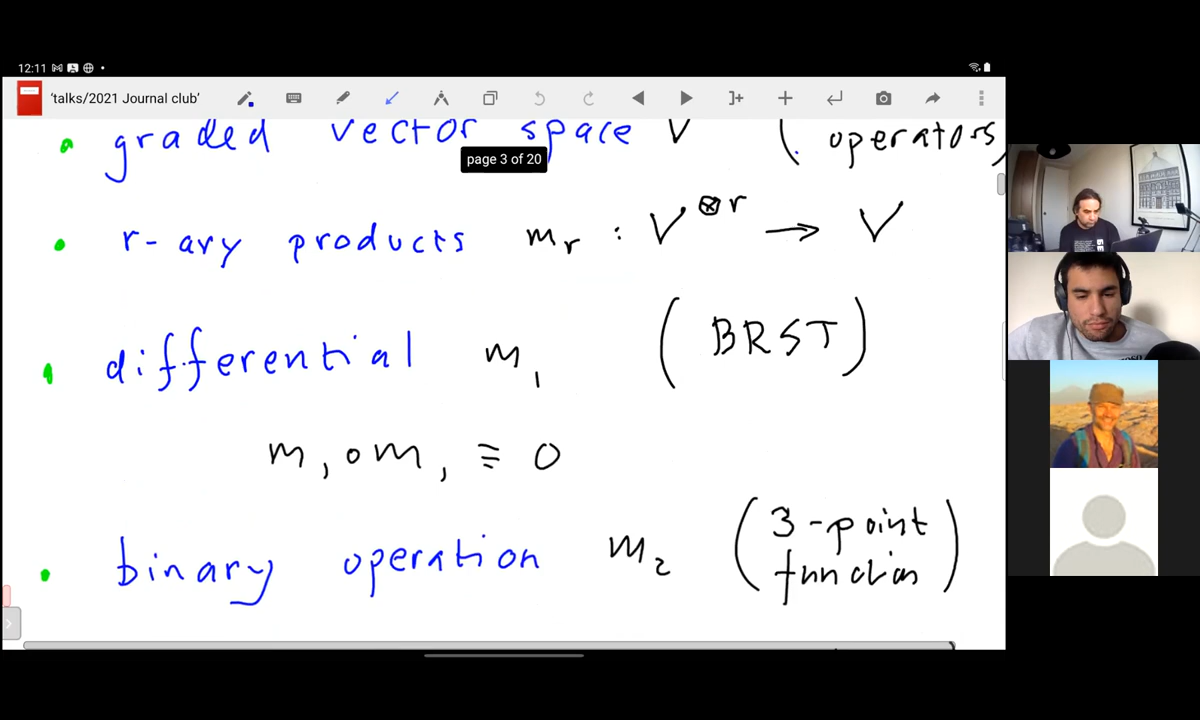 12:11
'talks/2021 Journal club'
graded vector space V (operators)
page 3 of 20
r-ary products m_r : V^{⊗r} → V
differential m_1 (BRST)
m_1 ∘ m_1 ≡ 0
binary operation m_2 (3-point function)